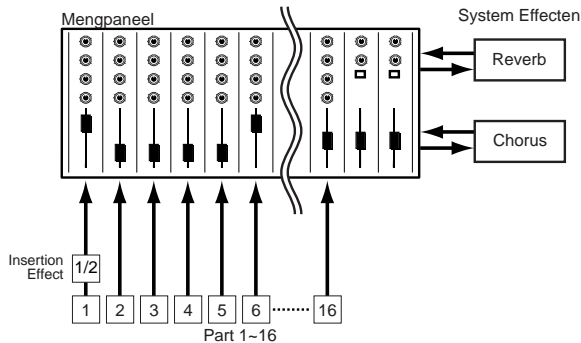 Mengpaneel
System Effecten
Reverb
Chorus
Insertion
Effect
1/2
1 2 3 4 5 6 ........ 16
Part 1~16